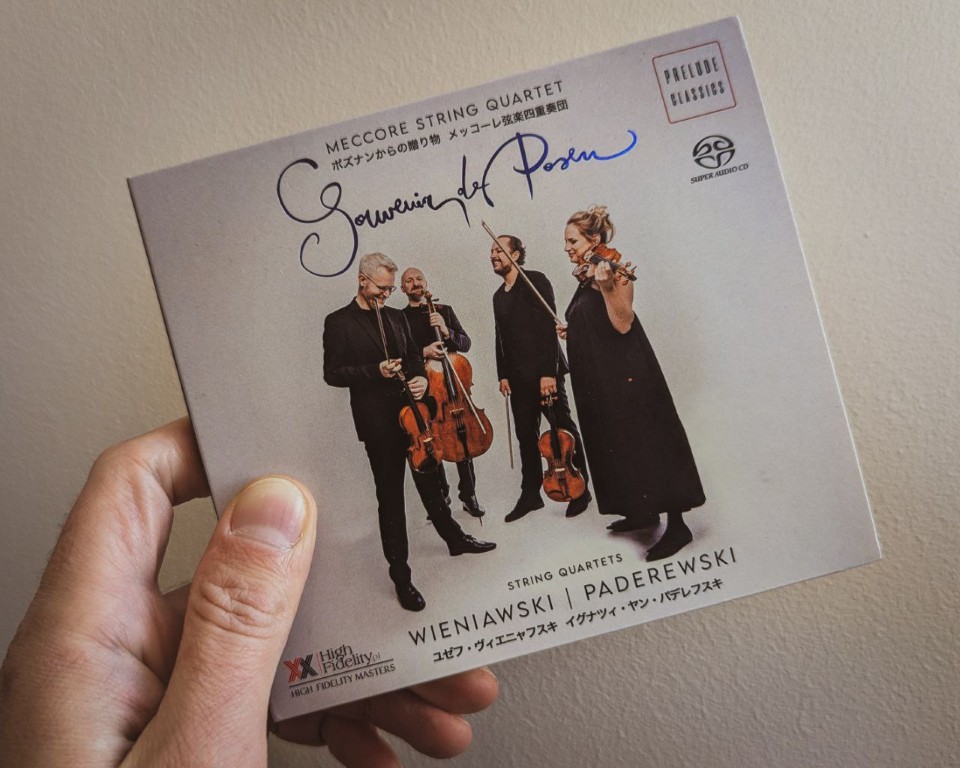 MECCORE STRING QUARTET
ポズナンからの贈り物 メッコーレ弦楽四重奏団
Souvenir de Posen
PRELUDE
CLASSICS
SUPER AUDIO CD
STRING QUARTETS
WIENIAWSKI | PADEREWSKI
ユゼフ・ヴィエニャフスキ イグナツィ・ヤン・パデレフスキ
XX High
Fidelity.pl
HIGH FIDELITY MASTERS